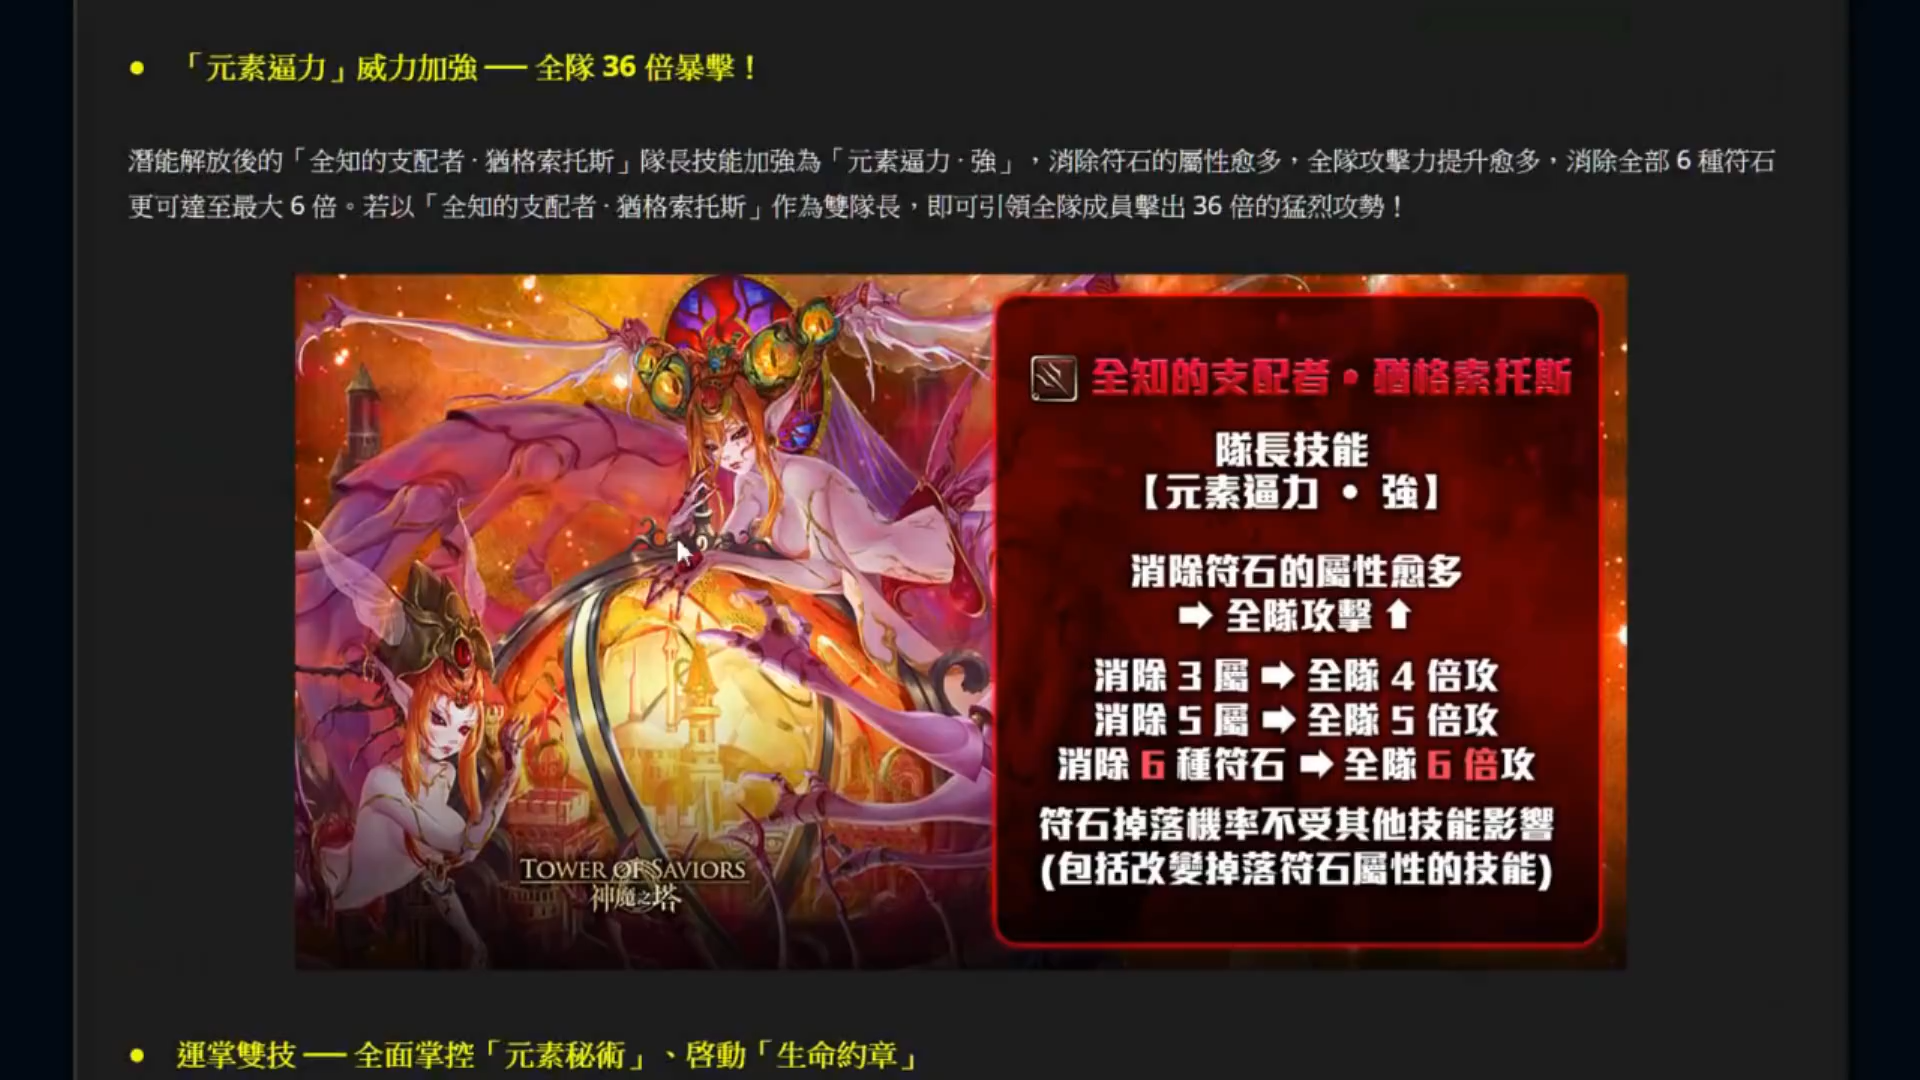 ● 「元素逼力」威力加強 ── 全隊 36 倍暴擊！
潛能解放後的「全知的支配者 · 猶格索托斯」隊長技能加強為「元素逼力 · 強」，消除符石的屬性愈多，全隊攻擊力提升愈多，消除全部 6 種符石
更可達至最大 6 倍。若以「全知的支配者 · 猶格索托斯」作為雙隊長，即可引領全隊成員擊出 36 倍的猛烈攻勢！
全知的支配者 • 猶格索托斯
隊長技能
【元素逼力 • 強】
消除符石的屬性愈多
➡ 全隊攻擊 ⬆
消除 3 屬 ➡ 全隊 4 倍攻
消除 5 屬 ➡ 全隊 5 倍攻
消除 6 種符石 ➡ 全隊 6 倍攻
符石掉落機率不受其他技能影響
(包括改變掉落符石屬性的技能)
TOWER OF SAVIORS
神魔之塔
● 運掌雙技 ── 全面掌控「元素秘術」、啓動「生命約章」